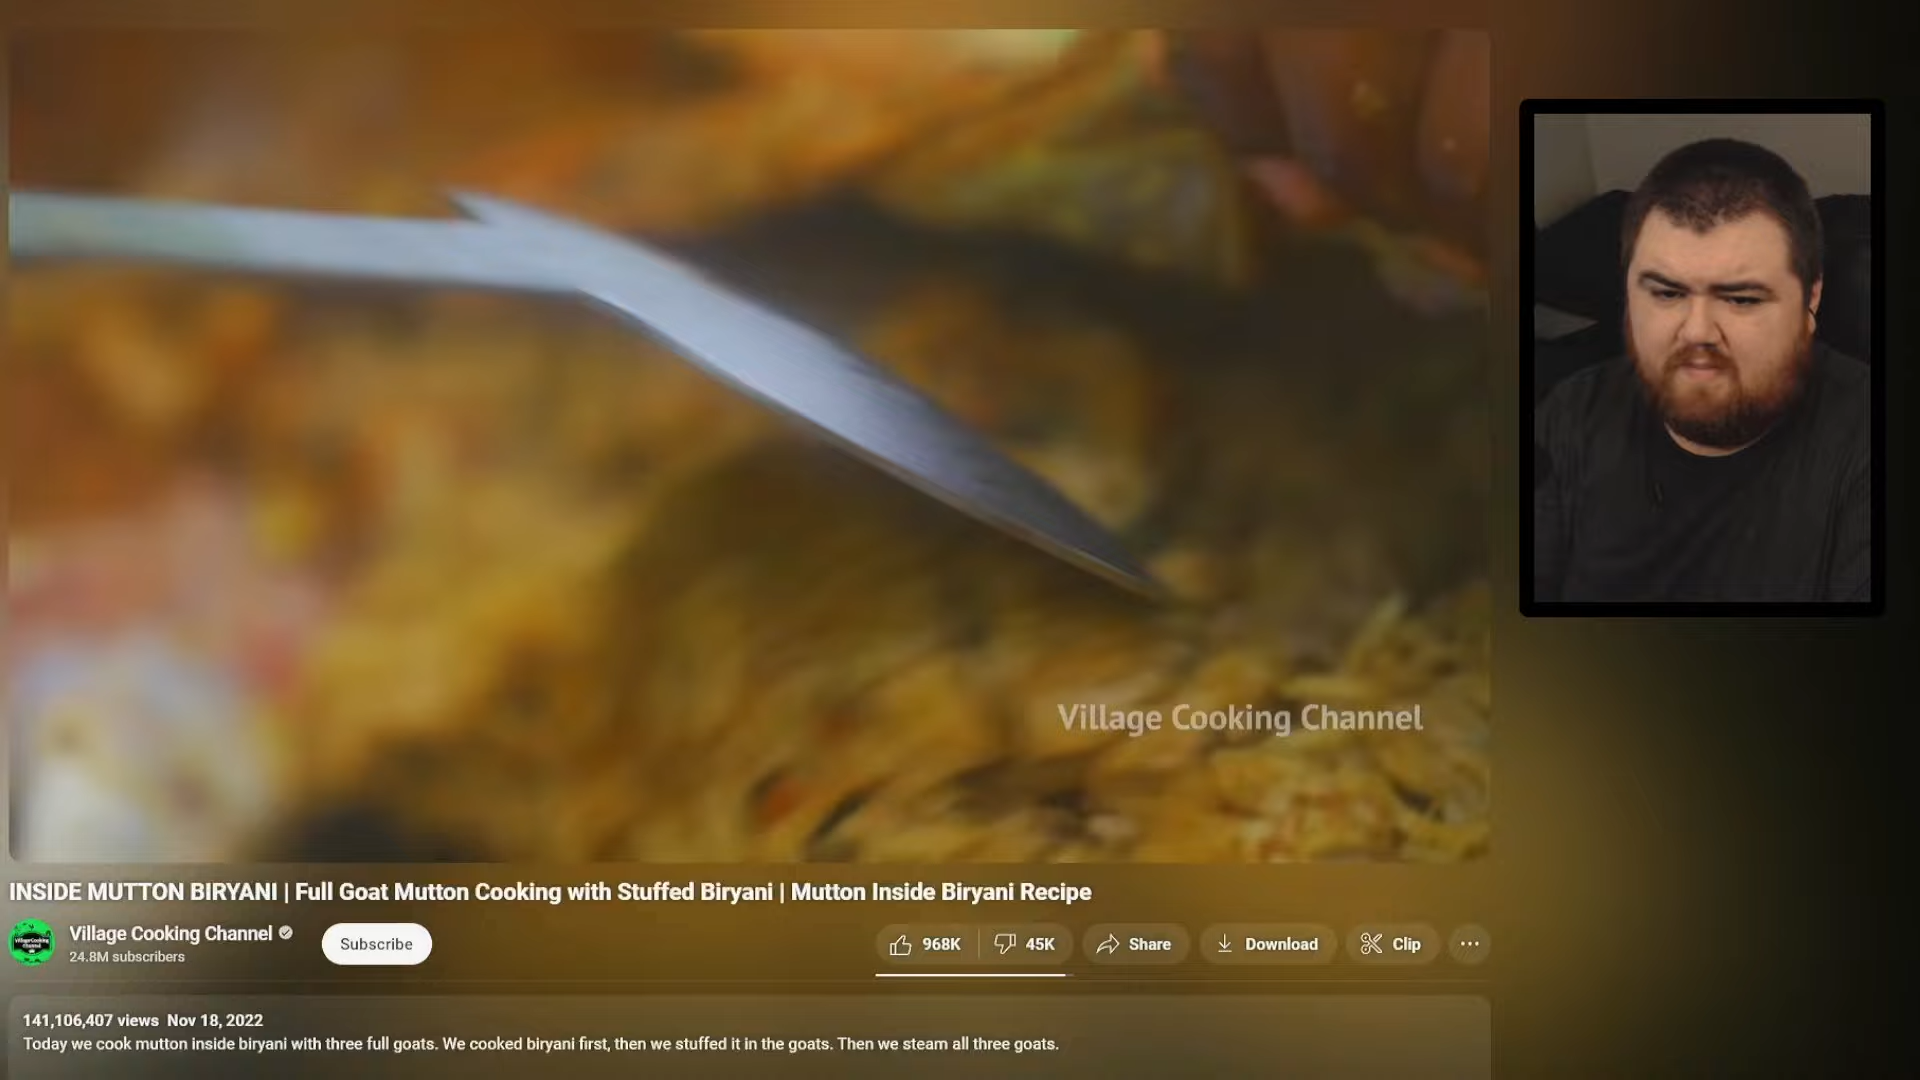 Village Cooking Channel
INSIDE MUTTON BIRYANI | Full Goat Mutton Cooking with Stuffed Biryani | Mutton Inside Biryani Recipe
Village Cooking Channel
24.8M subscribers
Subscribe
968K
45K
Share
Download
Clip
141,106,407 views Nov 18, 2022
Today we cook mutton inside biryani with three full goats. We cooked biryani first, then we stuffed it in the goats. Then we steam all three goats.